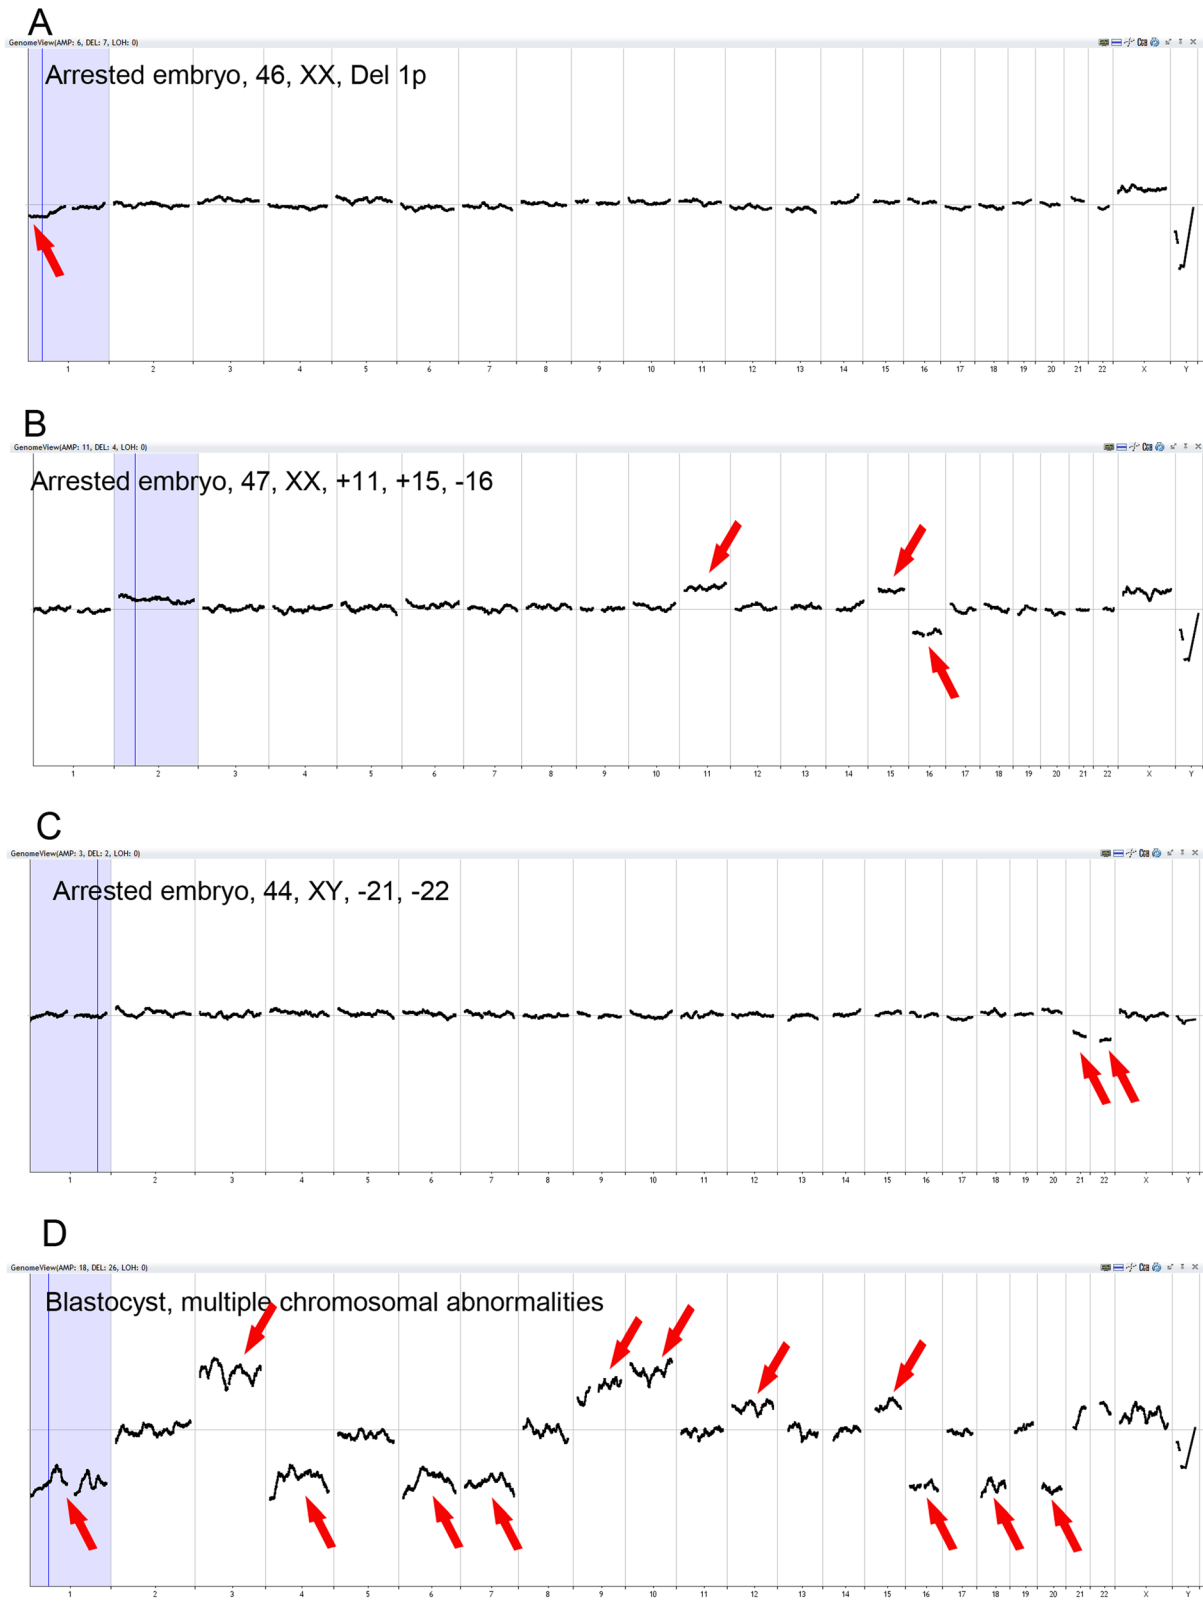 A
GenomeView(AMP: 6, DEL: 7, LOH: 0)
Arrested embryo, 46, XX, Del 1p
1 2 3 4 5 6 7 8 9 10 11 12 13 14 15 16 17 18 19 20 21 22 X Y
B
GenomeView(AMP: 11, DEL: 4, LOH: 0)
Arrested embryo, 47, XX, +11, +15, -16
1 2 3 4 5 6 7 8 9 10 11 12 13 14 15 16 17 18 19 20 21 22 X Y
C
GenomeView(AMP: 3, DEL: 2, LOH: 0)
Arrested embryo, 44, XY, -21, -22
1 2 3 4 5 6 7 8 9 10 11 12 13 14 15 16 17 18 19 20 21 22 X Y
D
GenomeView(AMP: 18, DEL: 26, LOH: 0)
Blastocyst, multiple chromosomal abnormalities
1 2 3 4 5 6 7 8 9 10 11 12 13 14 15 16 17 18 19 20 21 22 X Y